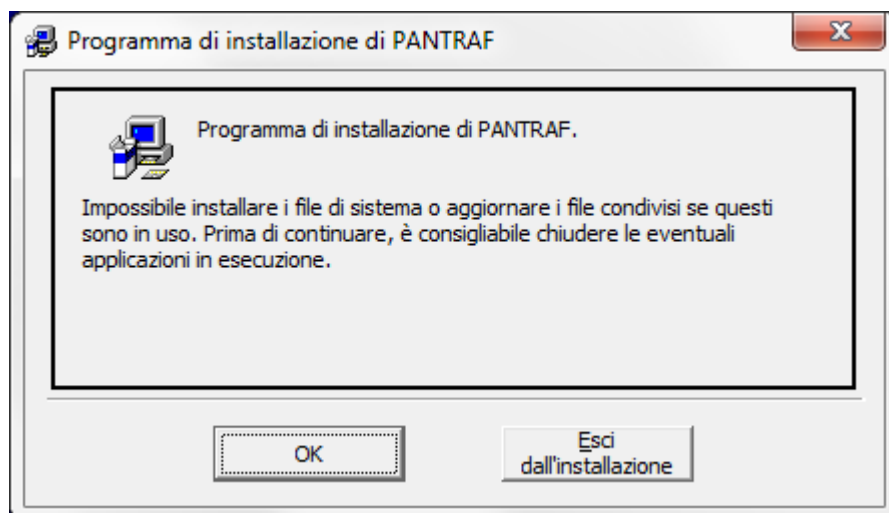 Programma di installazione di PANTRAF
Programma di installazione di PANTRAF.
Impossibile installare i file di sistema o aggiornare i file condivisi se questi
sono in uso. Prima di continuare, è consigliabile chiudere le eventuali
applicazioni in esecuzione.
OK
Esci
dall'installazione